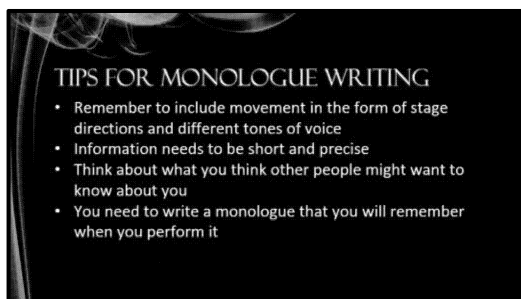 TIPS FOR MONOLOGUE WRITING
• Remember to include movement in the form of stage
directions and different tones of voice
• Information needs to be short and precise
• Think about what you think other people might want to
know about you
• You need to write a monologue that you will remember
when you perform it